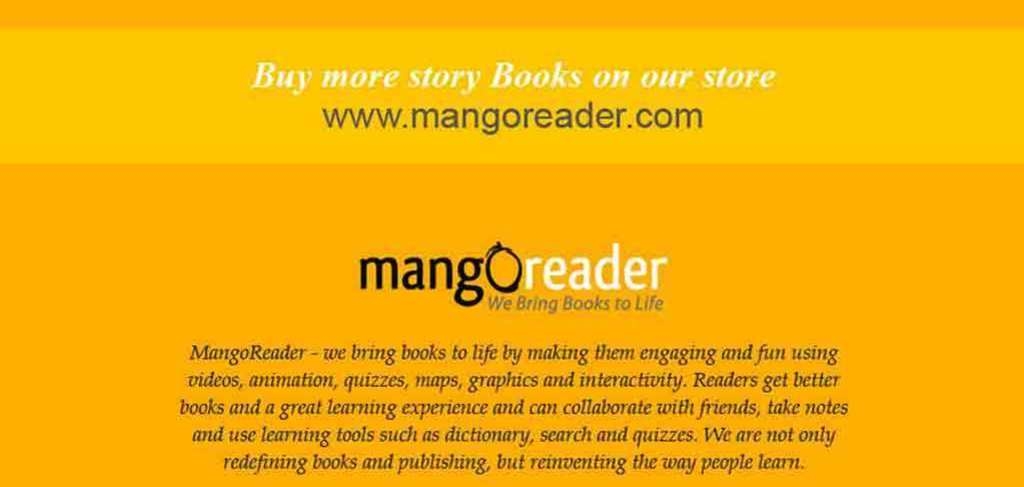 Buy more story Books on our store
www.mangoreader.com
mangoreader
We Bring Books to Life
MangoReader - we bring books to life by making them engaging and fun using
videos, animation, quizzes, maps, graphics and interactivity. Readers get better
books and a great learning experience and can collaborate with friends, take notes
and use learning tools such as dictionary, search and quizzes. We are not only
redefining books and publishing, but reinventing the way people learn.